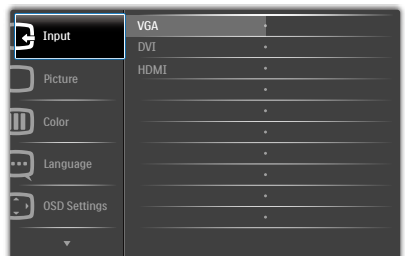 Input
Picture
Color
Language
OSD Settings
VGA
DVI
HDMI